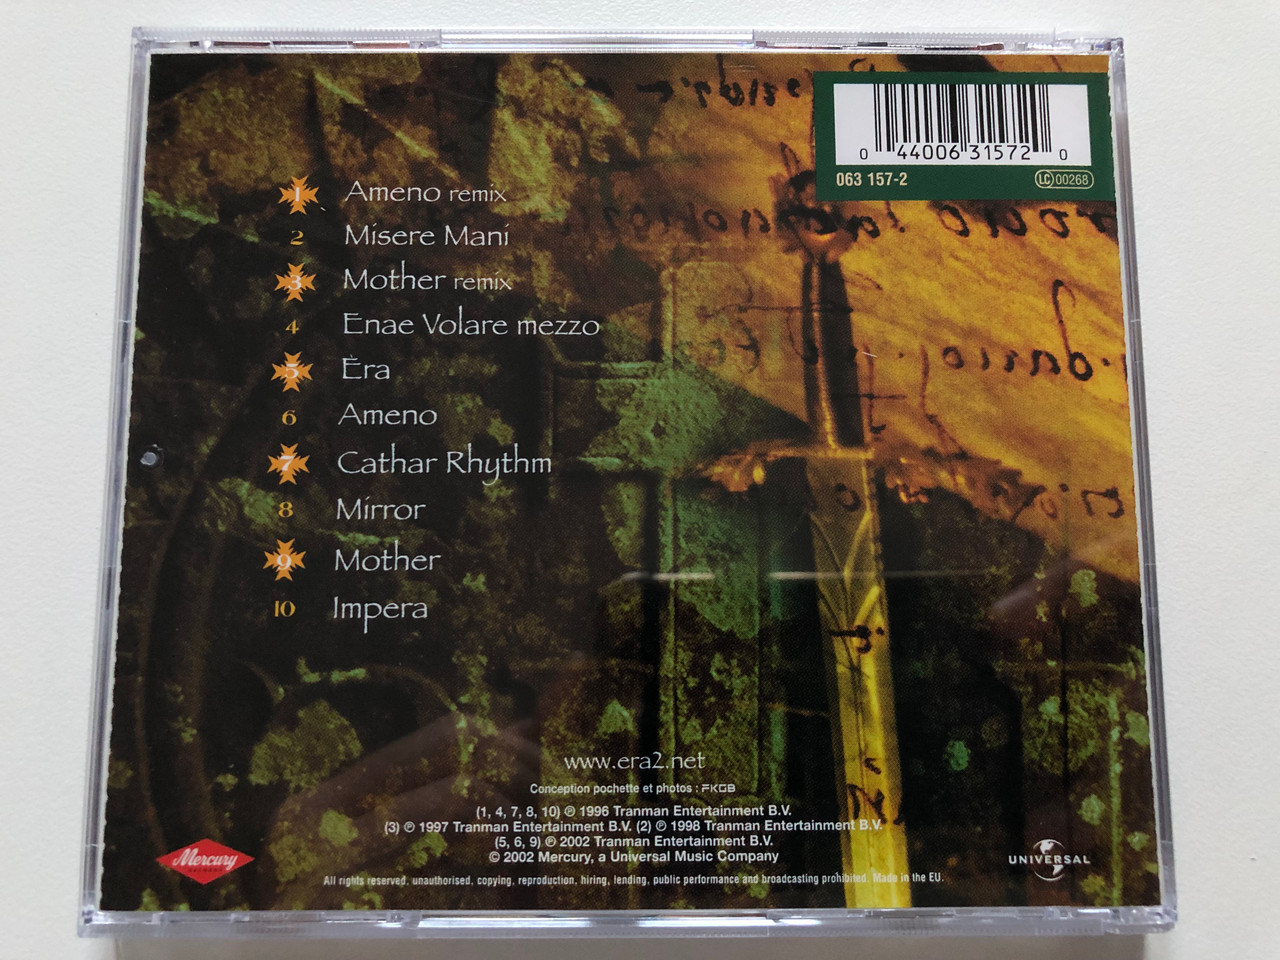 0 44006 31572 0
063 157-2
LC 00268
1 Ameno remix
2 Misere Mani
3 Mother remix
4 Enae Volare mezzo
5 Èra
6 Ameno
7 Cathar Rhythm
8 Mirror
9 Mother
10 Impera
www.era2.net
Conception pochette et photos : FKGB
(1, 4, 7, 8, 10) ℗ 1996 Tranman Entertainment B.V.
(3) ℗ 1997 Tranman Entertainment B.V. (2) ℗ 1998 Tranman Entertainment B.V.
(5, 6, 9) ℗ 2002 Tranman Entertainment B.V.
© 2002 Mercury, a Universal Music Company
All rights reserved, unauthorised, copying, reproduction, hiring, lending, public performance and broadcasting prohibited. Made in the EU.
Mercury
RECORDS
UNIVERSAL